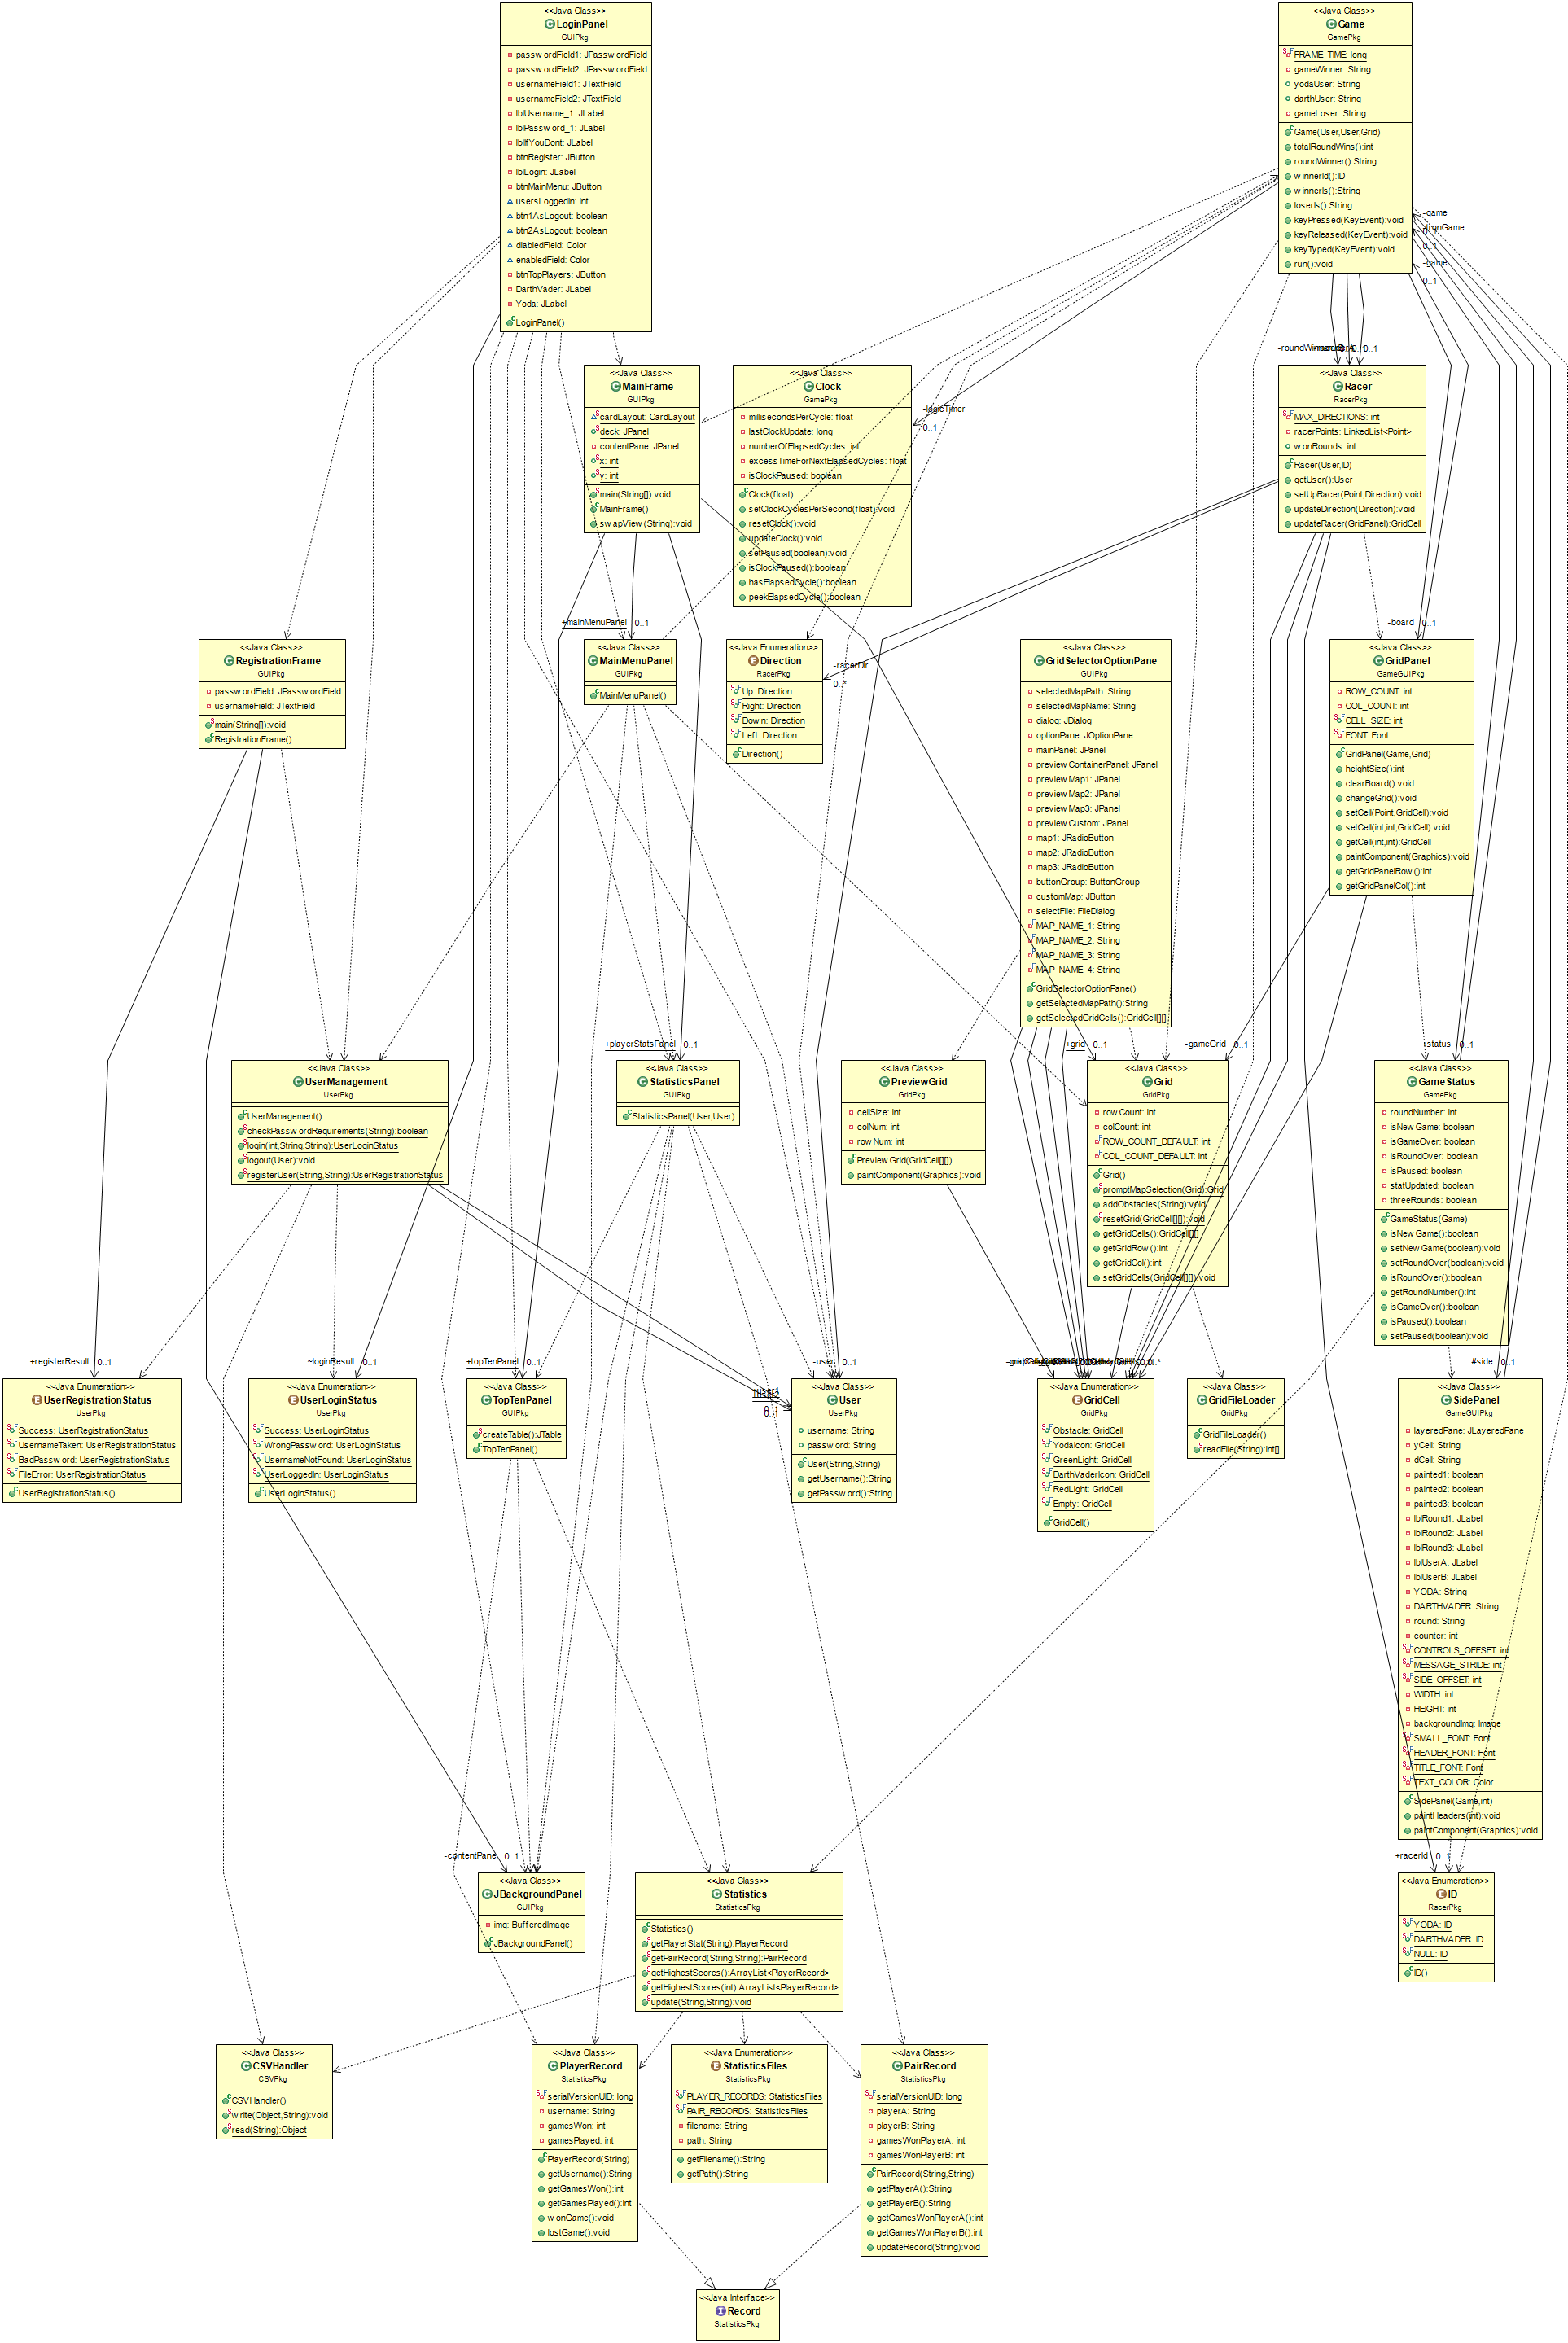 <<Java Class>>
LoginPanel
GUIPkg
passwordField1: JPasswordField
passwordField2: JPasswordField
usernameField1: JTextField
usernameField2: JTextField
lblUsername_1: JLabel
lblPassword_1: JLabel
lblIfYouDont: JLabel
btnRegister: JButton
lblLogin: JLabel
btnMainMenu: JButton
usersLoggedIn: int
btn1AsLogout: boolean
btn2AsLogout: boolean
diabledField: Color
enabledField: Color
btnTopPlayers: JButton
DarthVader: JLabel
Yoda: JLabel
LoginPanel()
<<Java Class>>
Game
GamePkg
FRAME_TIME: long
gameWinner: String
yodaUser: String
darthUser: String
gameLoser: String
Game(User,User,Grid)
totalRoundWins():int
roundWinner():String
winnerId():ID
winnerIs():String
loserIs():String
keyPressed(KeyEvent):void
keyReleased(KeyEvent):void
keyTyped(KeyEvent):void
run():void
-game
0..1
0..1
-game
0..1
0..1
<<Java Class>>
MainFrame
GUIPkg
cardLayout: CardLayout
deck: JPanel
contentPane: JPanel
x: int
y: int
main(String[]):void
MainFrame()
swapView(String):void
<<Java Class>>
Clock
GamePkg
millisecondsPerCycle: float
lastClockUpdate: long
numberOfElapsedCycles: int
excessTimeForNextElapsedCycles: float
isClockPaused: boolean
Clock(float)
setClockCyclesPerSecond(float):void
resetClock():void
updateClock():void
setPaused(boolean):void
isClockPaused():boolean
hasElapsedCycle():boolean
peekElapsedCycle():boolean
-logicTimer
0..1
<<Java Class>>
Racer
RacerPkg
MAX_DIRECTIONS: int
racerPoints: LinkedList<Point>
wonRounds: int
Racer(User,ID)
getUser():User
setUpRacer(Point,Direction):void
updateDirection(Direction):void
updateRacer(GridPanel):GridCell
<<Java Class>>
RegistrationFrame
GUIPkg
passwordField: JPasswordField
usernameField: JTextField
main(String[]):void
RegistrationFrame()
+mainMenuPanel
0..1
<<Java Class>>
MainMenuPanel
GUIPkg
MainMenuPanel()
<<Java Enumeration>>
Direction
RacerPkg
Up: Direction
Right: Direction
Down: Direction
Left: Direction
Direction()
-racerDir
0..*
<<Java Class>>
GridSelectorOptionPane
GUIPkg
selectedMapPath: String
selectedMapName: String
dialog: JDialog
optionPane: JOptionPane
mainPanel: JPanel
previewContainerPanel: JPanel
previewMap1: JPanel
previewMap2: JPanel
previewMap3: JPanel
previewCustom: JPanel
map1: JRadioButton
map2: JRadioButton
map3: JRadioButton
buttonGroup: ButtonGroup
customMap: JButton
selectFile: FileDialog
MAP_NAME_1: String
MAP_NAME_2: String
MAP_NAME_3: String
MAP_NAME_4: String
GridSelectorOptionPane()
getSelectedMapPath():String
getSelectedGridCells():GridCell[][]
-board
0..1
<<Java Class>>
GridPanel
GameGUIPkg
ROW_COUNT: int
COL_COUNT: int
CELL_SIZE: int
FONT: Font
GridPanel(Game,Grid)
heightSize():int
clearBoard():void
changeGrid():void
setCell(Point,GridCell):void
setCell(int,int,GridCell):void
getCell(int,int):GridCell
paintComponent(Graphics):void
getGridPanelRow():int
getGridPanelCol():int
<<Java Class>>
UserManagement
UserPkg
UserManagement()
checkPasswordRequirements(String):boolean
login(int,String,String):UserLoginStatus
logout(User):void
registerUser(String,String):UserRegistrationStatus
+playerStatsPanel
0..1
<<Java Class>>
StatisticsPanel
GUIPkg
StatisticsPanel(User,User)
<<Java Class>>
PreviewGrid
GridPkg
cellSize: int
colNum: int
rowNum: int
PreviewGrid(GridCell[][])
paintComponent(Graphics):void
+grid
0..1
-gameGrid
0..1
<<Java Class>>
Grid
GridPkg
rowCount: int
colCount: int
ROW_COUNT_DEFAULT: int
COL_COUNT_DEFAULT: int
Grid()
promptMapSelection(Grid):Grid
addObstacles(String):void
resetGrid(GridCell[][]):void
getGridCells():GridCell[][]
getGridRow():int
getGridCol():int
setGridCells(GridCell[][]):void
+status
0..1
<<Java Class>>
GameStatus
GamePkg
roundNumber: int
isNewGame: boolean
isGameOver: boolean
isRoundOver: boolean
isPaused: boolean
statUpdated: boolean
threeRounds: boolean
GameStatus(Game)
isNewGame():boolean
setNewGame(boolean):void
setRoundOver(boolean):void
isRoundOver():boolean
getRoundNumber():int
isGameOver():boolean
isPaused():boolean
setPaused(boolean):void
+registerResult
0..1
<<Java Enumeration>>
UserRegistrationStatus
UserPkg
Success: UserRegistrationStatus
UsernameTaken: UserRegistrationStatus
BadPassword: UserRegistrationStatus
FileError: UserRegistrationStatus
UserRegistrationStatus()
~loginResult
0..1
<<Java Enumeration>>
UserLoginStatus
UserPkg
Success: UserLoginStatus
WrongPassword: UserLoginStatus
UsernameNotFound: UserLoginStatus
UserLoggedIn: UserLoginStatus
UserLoginStatus()
+topTenPanel
0..1
<<Java Class>>
TopTenPanel
GUIPkg
createTable():JTable
TopTenPanel()
-user
0..1
<<Java Class>>
User
UserPkg
username: String
password: String
User(String,String)
getUsername():String
getPassword():String
<<Java Enumeration>>
GridCell
GridPkg
Obstacle: GridCell
YodaIcon: GridCell
GreenLight: GridCell
DarthVaderIcon: GridCell
RedLight: GridCell
Empty: GridCell
GridCell()
<<Java Class>>
GridFileLoader
GridPkg
GridFileLoader()
readFile(String):int[]
#side
0..1
<<Java Class>>
SidePanel
GameGUIPkg
layeredPane: JLayeredPane
yCell: String
dCell: String
painted1: boolean
painted2: boolean
painted3: boolean
lblRound1: JLabel
lblRound2: JLabel
lblRound3: JLabel
lblUserA: JLabel
lblUserB: JLabel
YODA: String
DARTHVADER: String
round: String
counter: int
CONTROLS_OFFSET: int
MESSAGE_STRIDE: int
SIDE_OFFSET: int
WIDTH: int
HEIGHT: int
backgroundImg: Image
SMALL_FONT: Font
HEADER_FONT: Font
TITLE_FONT: Font
TEXT_COLOR: Color
SidePanel(Game,int)
paintHeaders(int):void
paintComponent(Graphics):void
-contentPane
0..1
<<Java Class>>
JBackgroundPanel
GUIPkg
img: BufferedImage
JBackgroundPanel()
<<Java Class>>
Statistics
StatisticsPkg
Statistics()
getPlayerStat(String):PlayerRecord
getPairRecord(String,String):PairRecord
getHighestScores():ArrayList<PlayerRecord>
getHighestScores(int):ArrayList<PlayerRecord>
update(String,String):void
+racerId
0..1
<<Java Enumeration>>
ID
RacerPkg
YODA: ID
DARTHVADER: ID
NULL: ID
ID()
<<Java Class>>
CSVHandler
CSVPkg
CSVHandler()
write(Object,String):void
read(String):Object
<<Java Class>>
PlayerRecord
StatisticsPkg
serialVersionUID: long
username: String
gamesWon: int
gamesPlayed: int
PlayerRecord(String)
getUsername():String
getGamesWon():int
getGamesPlayed():int
wonGame():void
lostGame():void
<<Java Enumeration>>
StatisticsFiles
StatisticsPkg
PLAYER_RECORDS: StatisticsFiles
PAIR_RECORDS: StatisticsFiles
filename: String
path: String
getFilename():String
getPath():String
<<Java Class>>
PairRecord
StatisticsPkg
serialVersionUID: long
playerA: String
playerB: String
gamesWonPlayerA: int
gamesWonPlayerB: int
PairRecord(String,String)
getPlayerA():String
getPlayerB():String
getGamesWonPlayerA():int
getGamesWonPlayerB():int
updateRecord(String):void
<<Java Interface>>
Record
StatisticsPkg